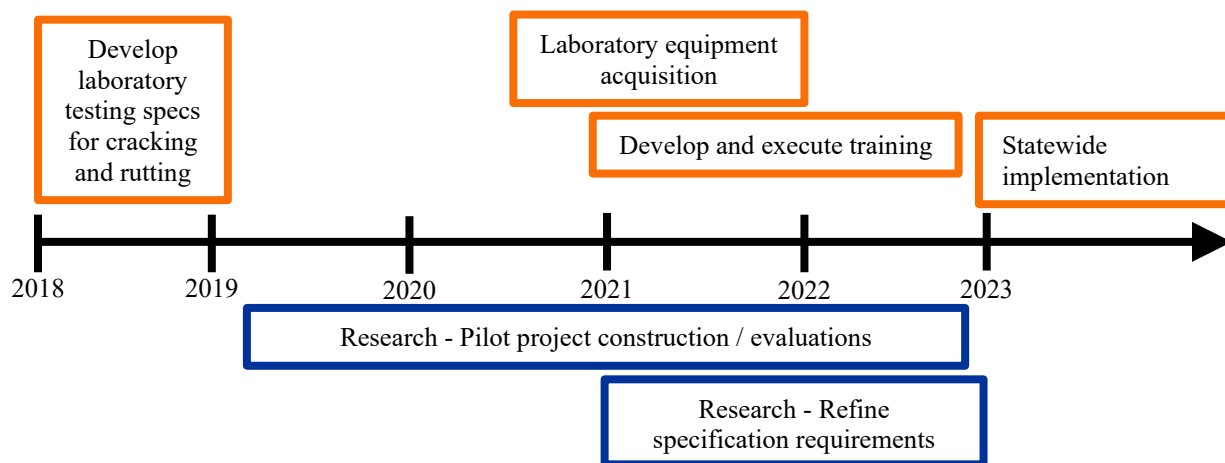 Develop
laboratory
testing specs
for cracking
and rutting
Laboratory equipment
acquisition
Develop and execute training
Statewide
implementation
2018
2019
2020
2021
2022
2023
Research - Pilot project construction / evaluations
Research - Refine
specification requirements